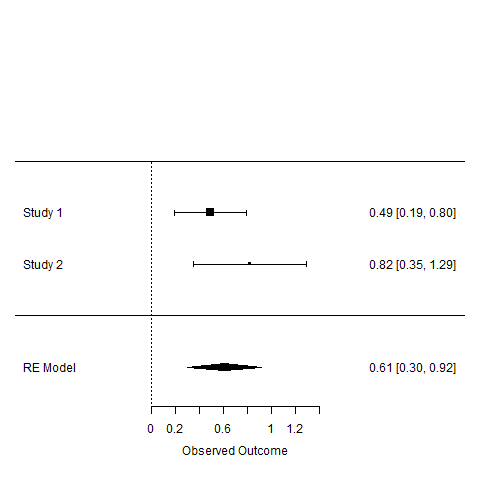 Study 1 0.49 [0.19, 0.80]
Study 2 0.82 [0.35, 1.29]
RE Model 0.61 [0.30, 0.92]
0 0.2 0.6 1 1.2
Observed Outcome